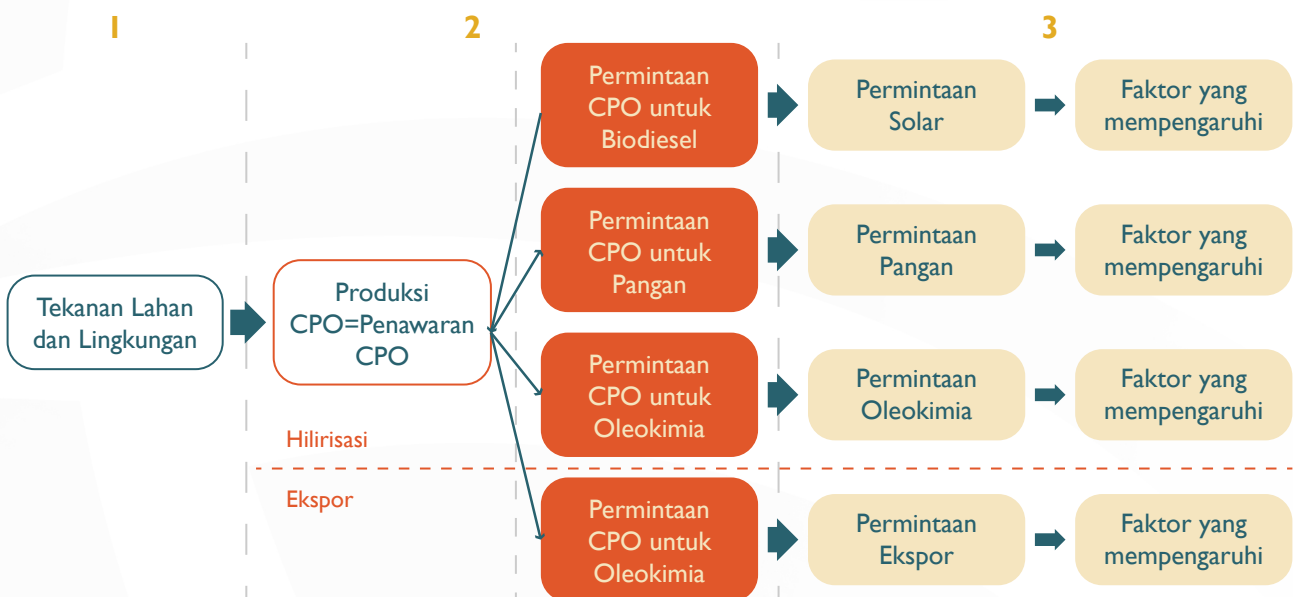 1
2
3
Tekanan Lahan
dan Lingkungan
Produksi
CPO=Penawaran
CPO
Hilirisasi
Ekspor
Permintaan
CPO untuk
Biodiesel
Permintaan
Solar
Faktor yang
mempengaruhi
Permintaan
CPO untuk
Pangan
Permintaan
Pangan
Faktor yang
mempengaruhi
Permintaan
CPO untuk
Oleokimia
Permintaan
Oleokimia
Faktor yang
mempengaruhi
Permintaan
CPO untuk
Oleokimia
Permintaan
Ekspor
Faktor yang
mempengaruhi